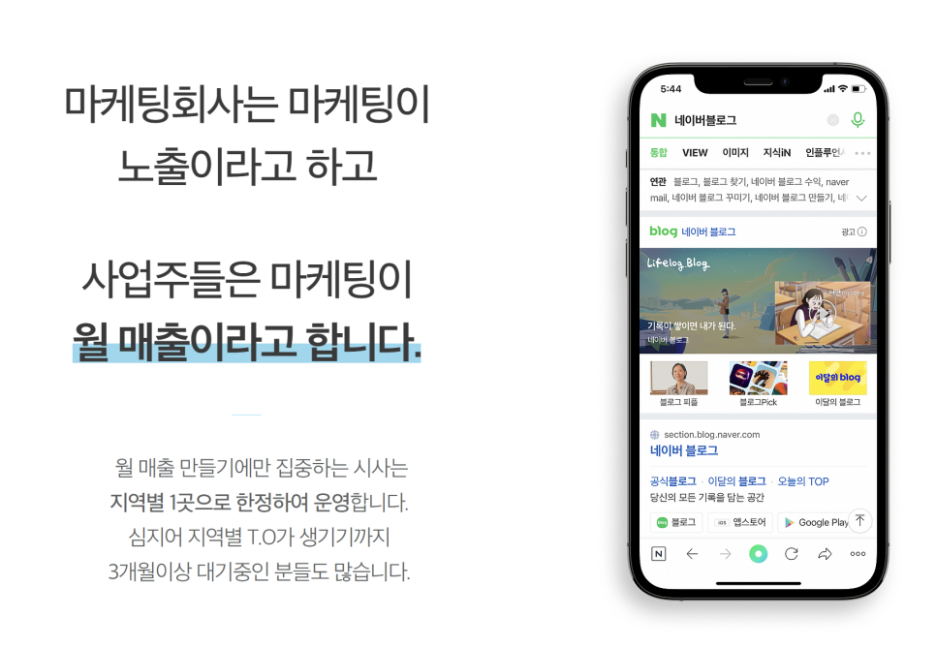 마케팅회사는 마케팅이
노출이라고 하고
사업주들은 마케팅이
월 매출이라고 합니다.
월 매출 만들기에만 집중하는 시사는
지역별 1곳으로 한정하여 운영합니다.
심지어 지역별 T.O가 생기기까지
3개월이상 대기중인 분들도 많습니다.
5:44
N 네이버블로그
통합 VIEW 이미지 지식iN 인플루언
연관 블로그, 블로그 찾기, 네이버 블로그 수익, naver
mail, 네이버 블로그 꾸미기, 네이버 블로그 만들기, 네
blog 네이버 블로그 광고
Lifelog Blog
기록이 쌓이면 내가 된다.
네이버 블로그
이달의 blog
블로그 피플 블로그Pick 이달의 블로그
section.blog.naver.com
네이버 블로그
공식블로그 · 이달의 블로그 · 오늘의 TOP
당신의 모든 기록을 담는 공간
blog 블로그 iOS 앱스토어 Google Play
N